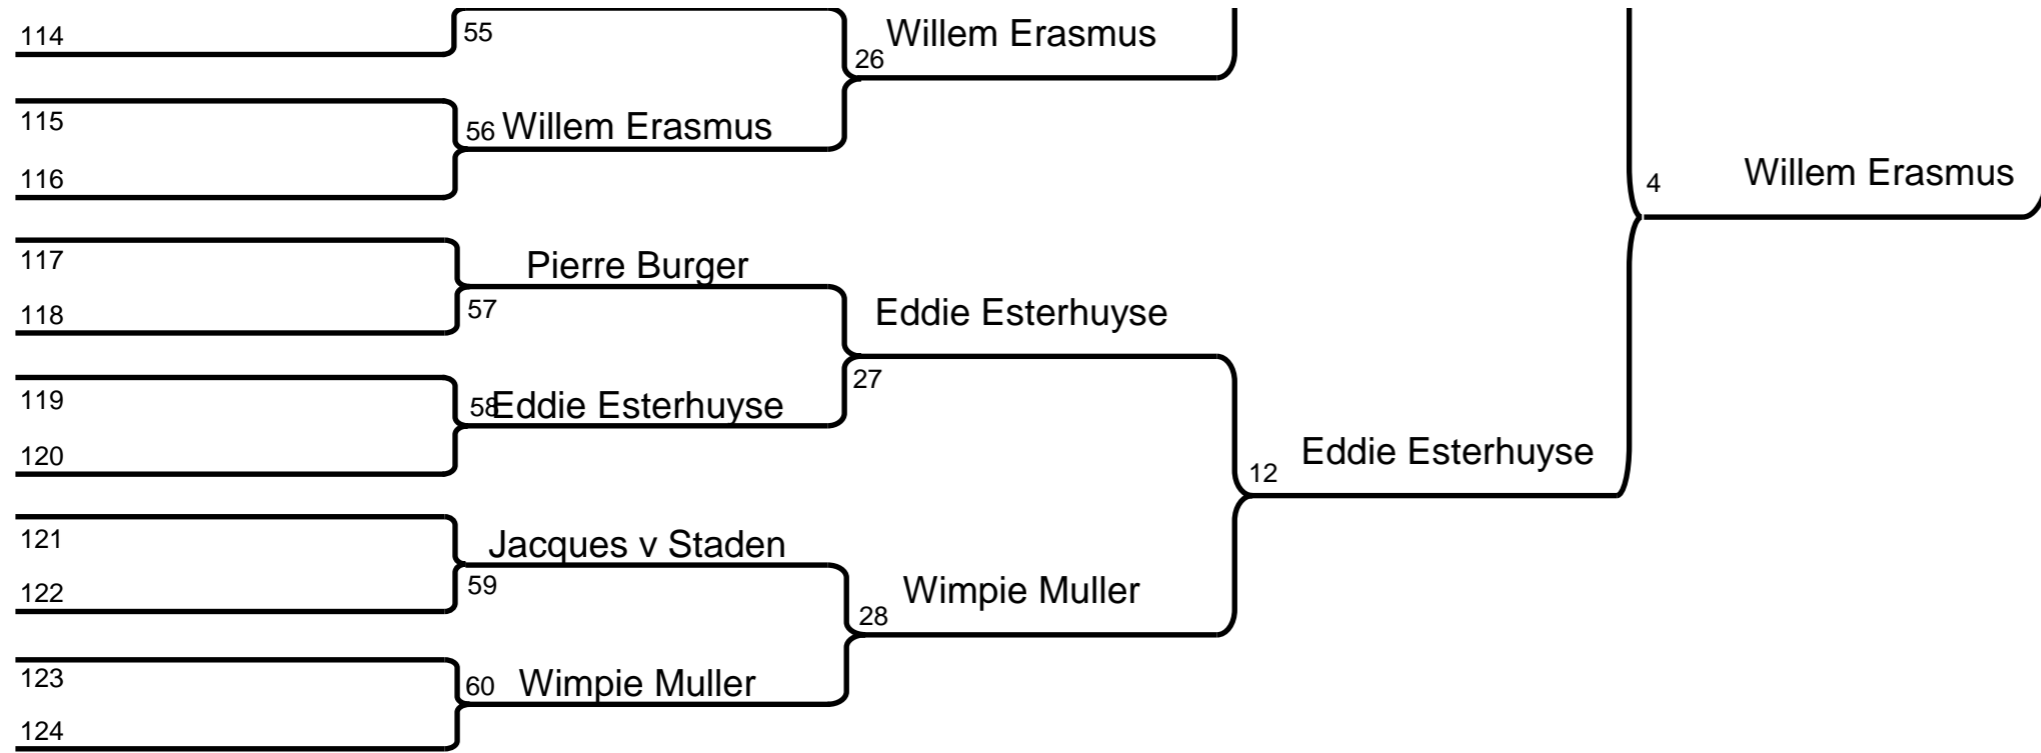 114
55
Willem Erasmus
26
115
56 Willem Erasmus
116
4
Willem Erasmus
117
Pierre Burger
118
57
Eddie Esterhuyse
27
119
58 Eddie Esterhuyse
120
12
Eddie Esterhuyse
121
Jacques v Staden
122
59
Wimpie Muller
28
123
60 Wimpie Muller
124